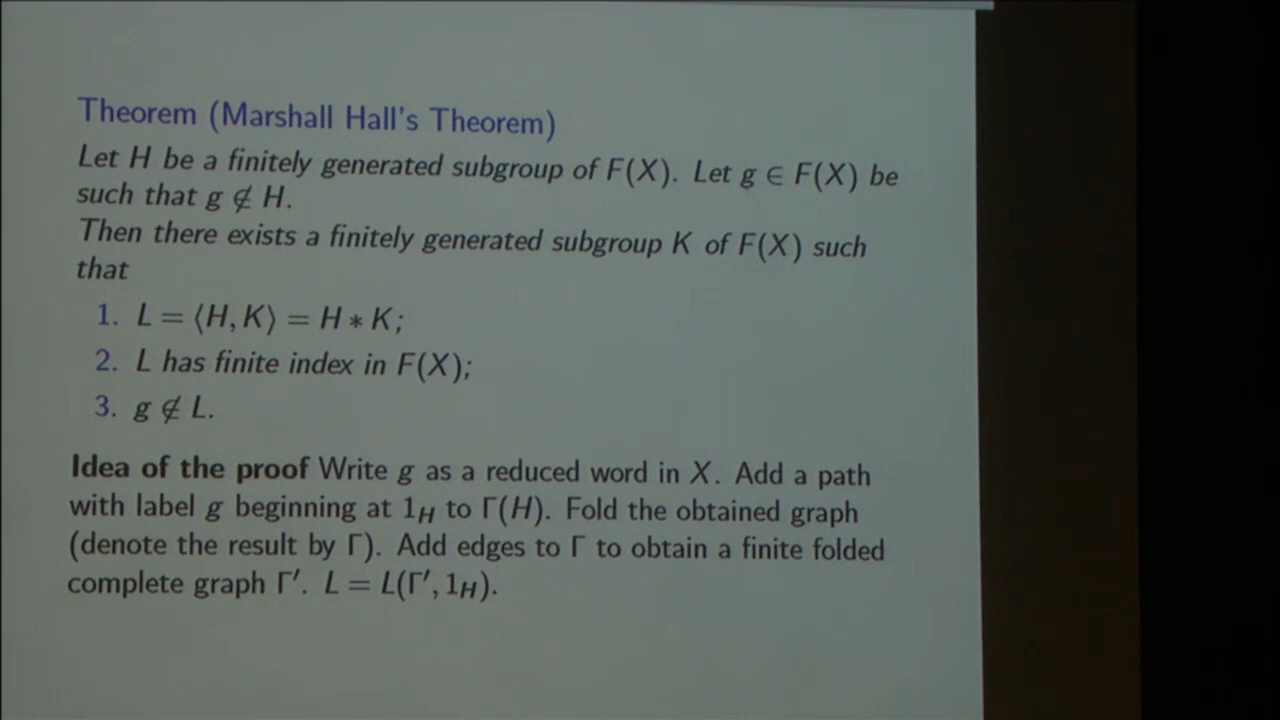 Theorem (Marshall Hall's Theorem)
Let H be a finitely generated subgroup of F(X). Let g ∈ F(X) be
such that g ∉ H.
Then there exists a finitely generated subgroup K of F(X) such
that
1. L = ⟨H, K⟩ = H ∗ K;
2. L has finite index in F(X);
3. g ∉ L.
Idea of the proof Write g as a reduced word in X. Add a path
with label g beginning at 1_H to Γ(H). Fold the obtained graph
(denote the result by Γ). Add edges to Γ to obtain a finite folded
complete graph Γ′. L = L(Γ′, 1_H).